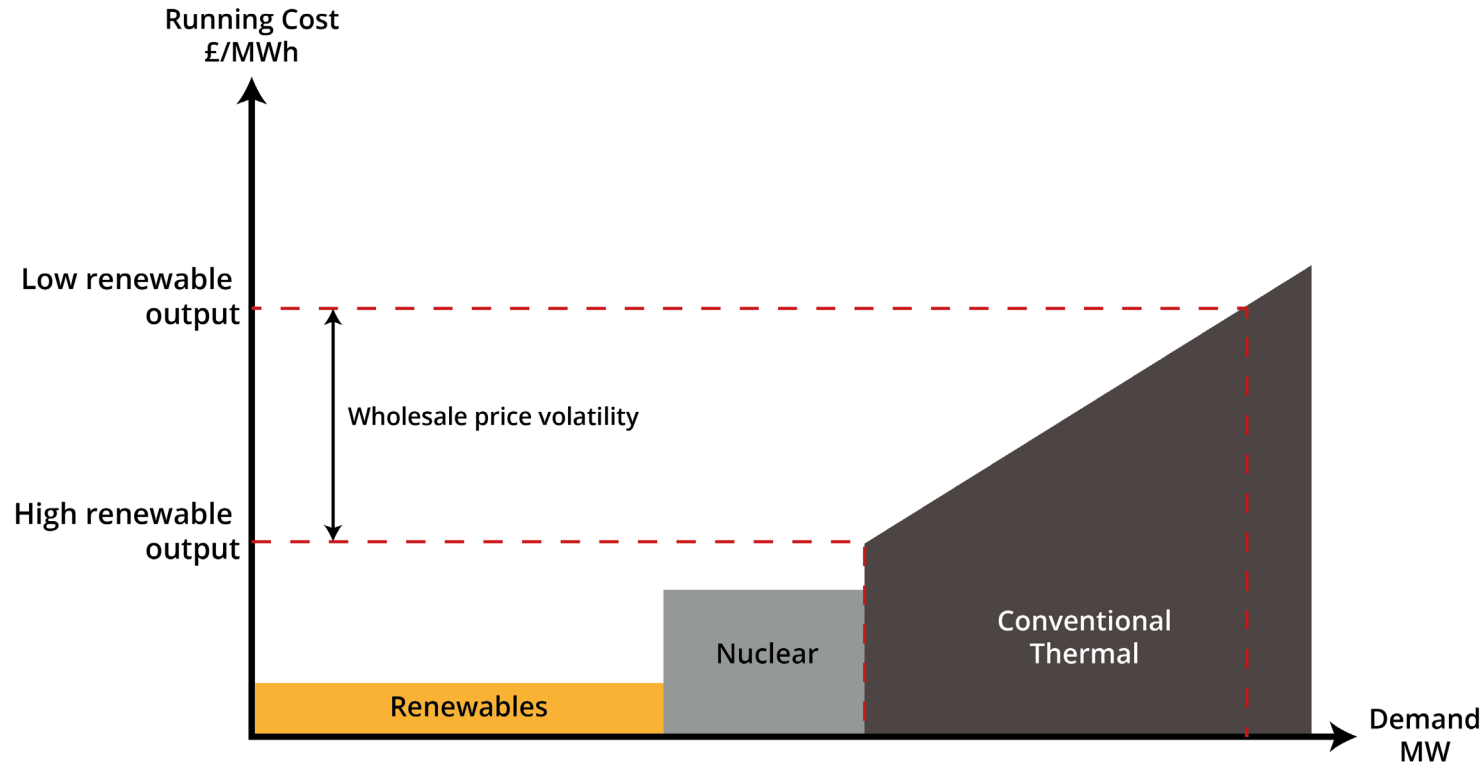 Running Cost
£/MWh
Low renewable
output
Wholesale price volatility
High renewable
output
Conventional
Thermal
Nuclear
Renewables
Demand
MW